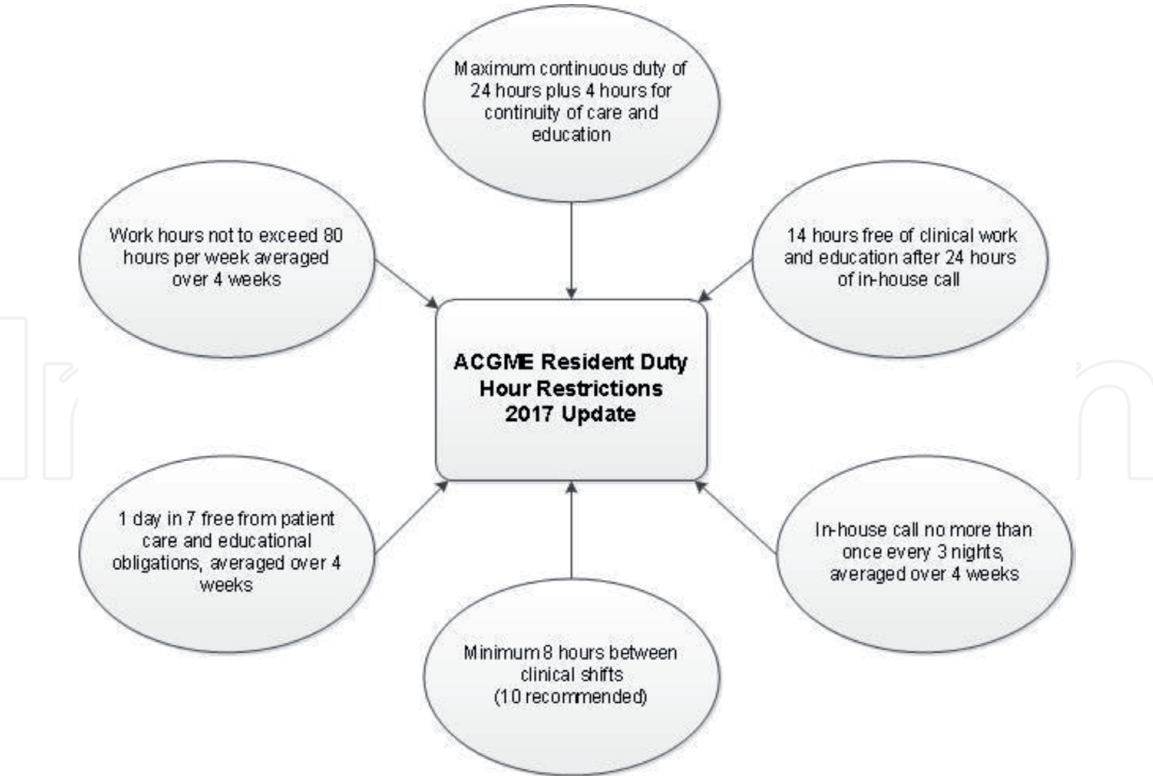 Maximum continuous duty of
24 hours plus 4 hours for
continuity of care and
education
Work hours not to exceed 80
hours per week averaged
over 4 weeks
14 hours free of clinical work
and education after 24 hours
of in-house call
ACGME Resident Duty
Hour Restrictions
2017 Update
1 day in 7 free from patient
care and educational
obligations, averaged over 4
weeks
In-house call no more than
once every 3 nights,
averaged over 4 weeks
Minimum 8 hours between
clinical shifts
(10 recommended)